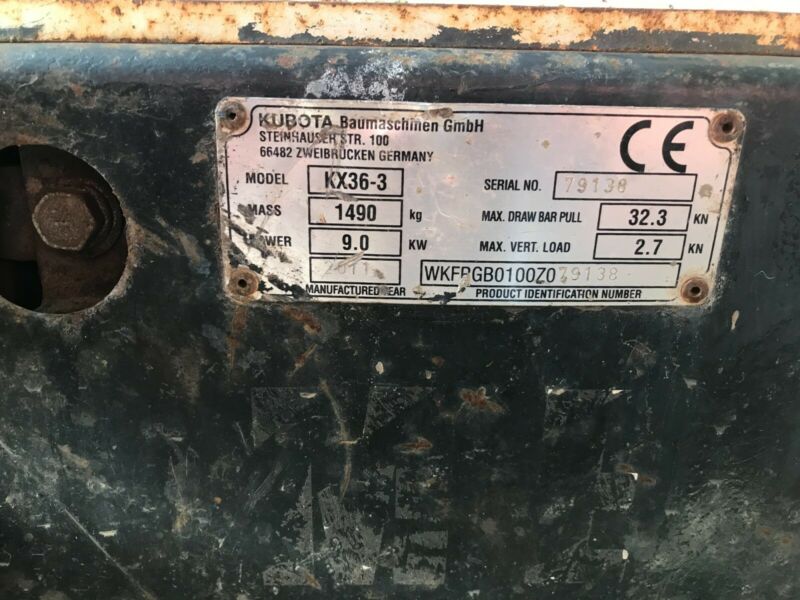 KUBOTA Baumaschinen GmbH
STEINHAUSER STR. 100
66482 ZWEIBRÜCKEN GERMANY
CE
MODEL KX36-3
SERIAL NO. 79138
MASS 1490 kg
MAX. DRAW BAR PULL 32.3 KN
POWER 9.0 KW
MAX. VERT. LOAD 2.7 KN
2011
MANUFACTURED YEAR
WKFRGB0100Z079138
PRODUCT IDENTIFICATION NUMBER